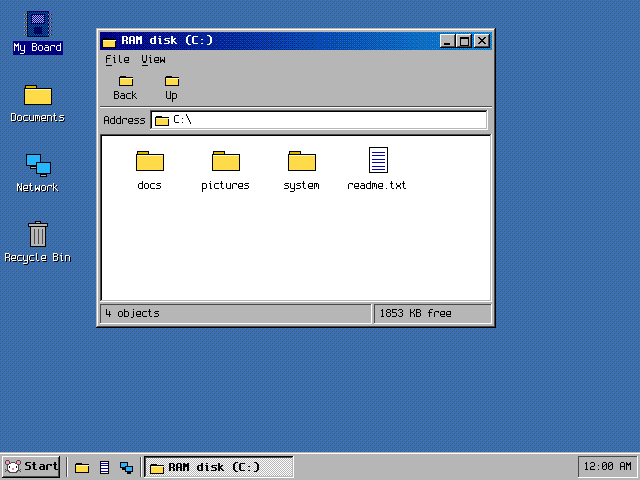 My Board
Documents
Network
Recycle Bin
RAM disk (C:)
File View
Back Up
Address C:\
docs pictures system readme.txt
4 objects 1853 KB free
Start RAM disk (C:) 12:00 AM